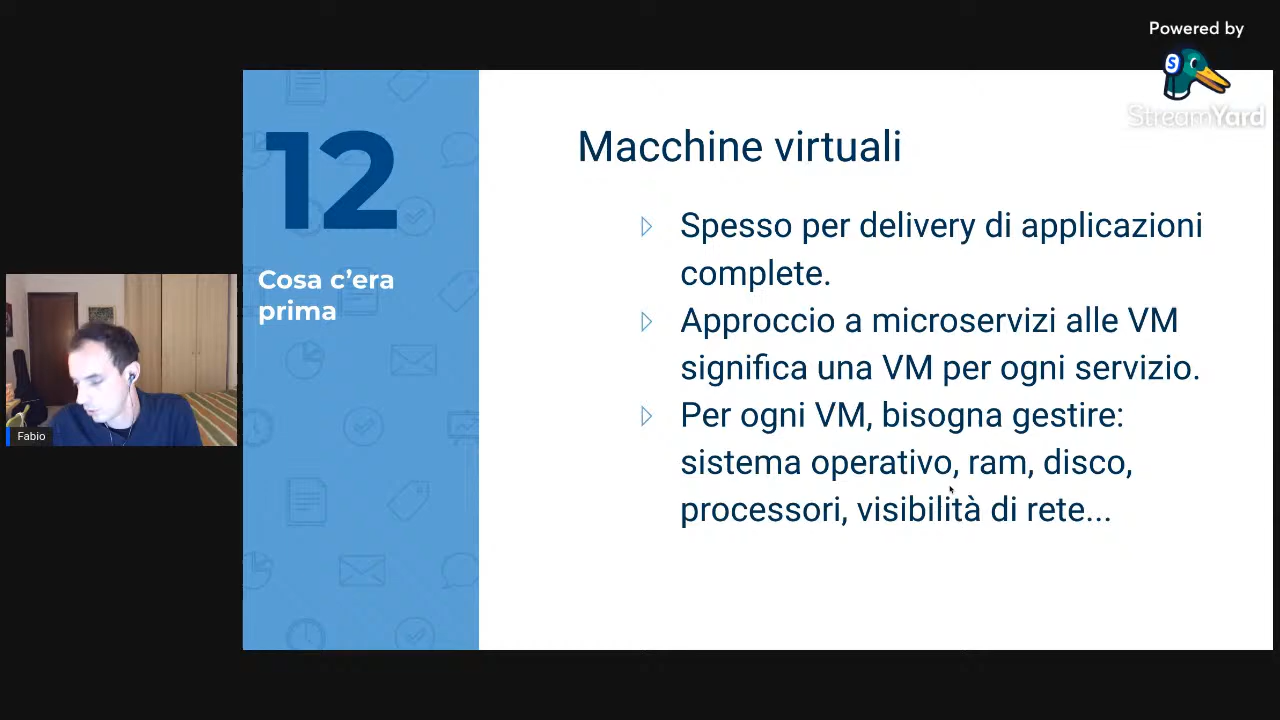 Powered by
StreamYard
12
Cosa c’era
prima
Macchine virtuali
Spesso per delivery di applicazioni
complete.
Approccio a microservizi alle VM
significa una VM per ogni servizio.
Per ogni VM, bisogna gestire:
sistema operativo, ram, disco,
processori, visibilità di rete...
Fabio